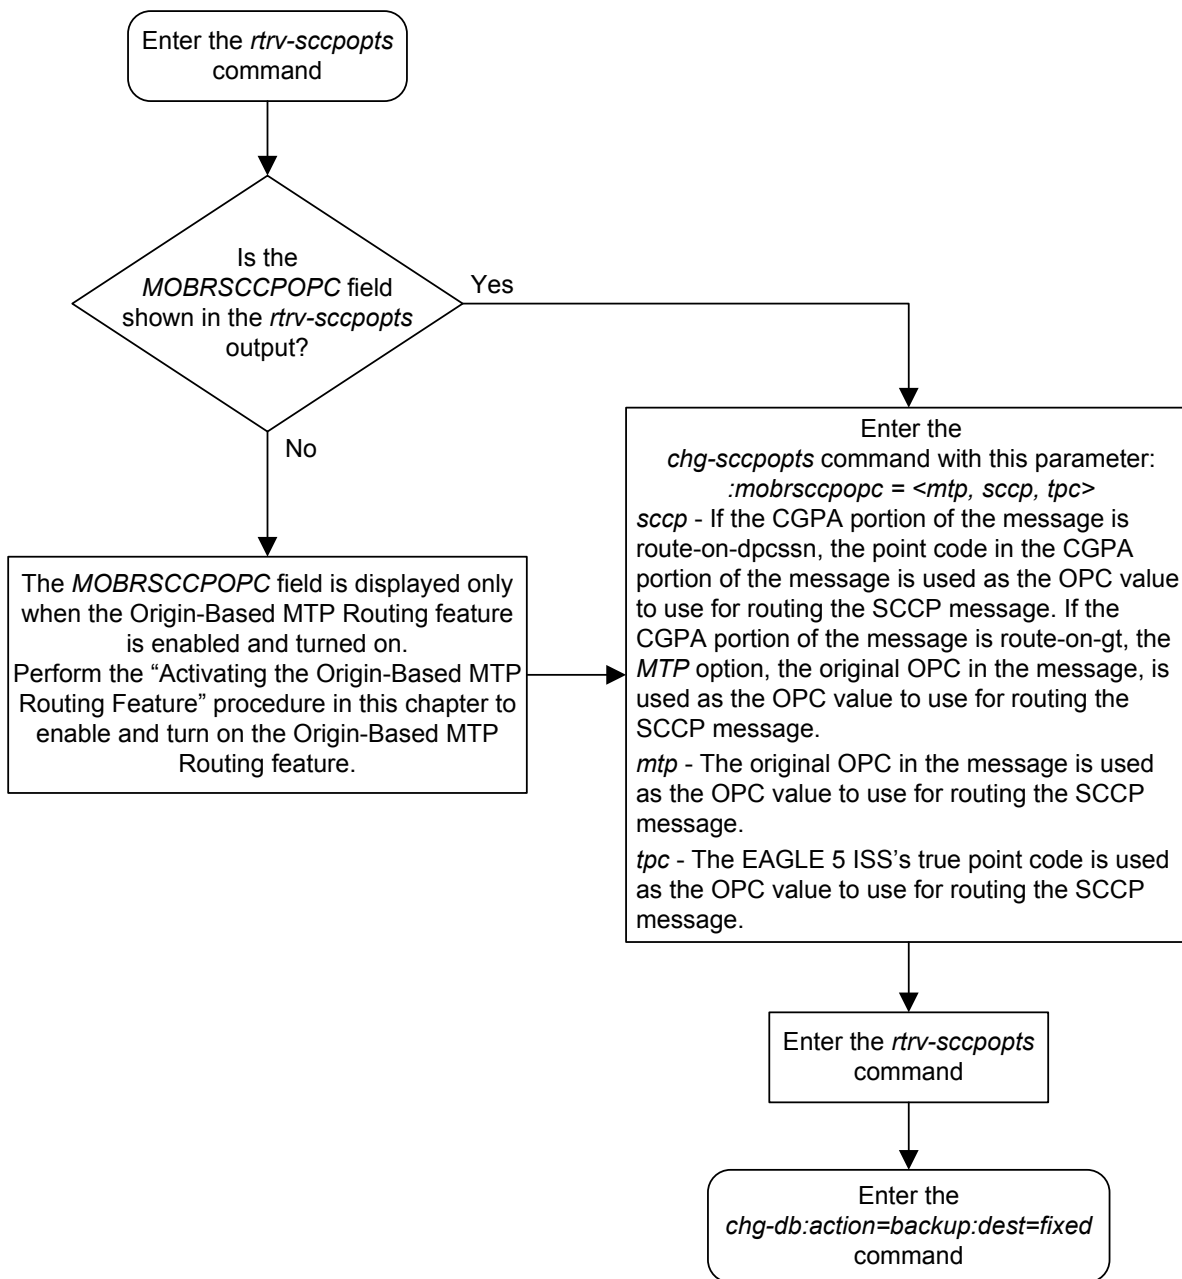 Enter the rtrv-sccpopts
command
Is the
MOBRSCCPOPC field
shown in the rtrv-sccpopts
output?
Yes
No
The MOBRSCCPOPC field is displayed only
when the Origin-Based MTP Routing feature
is enabled and turned on.
Perform the “Activating the Origin-Based MTP
Routing Feature” procedure in this chapter to
enable and turn on the Origin-Based MTP
Routing feature.
Enter the
chg-sccpopts command with this parameter:
:mobrsccpopc = <mtp, sccp, tpc>
sccp - If the CGPA portion of the message is
route-on-dpcssn, the point code in the CGPA
portion of the message is used as the OPC value
to use for routing the SCCP message. If the
CGPA portion of the message is route-on-gt, the
MTP option, the original OPC in the message, is
used as the OPC value to use for routing the
SCCP message.
mtp - The original OPC in the message is used
as the OPC value to use for routing the SCCP
message.
tpc - The EAGLE 5 ISS’s true point code is used
as the OPC value to use for routing the SCCP
message.
Enter the rtrv-sccpopts
command
Enter the
chg-db:action=backup:dest=fixed
command